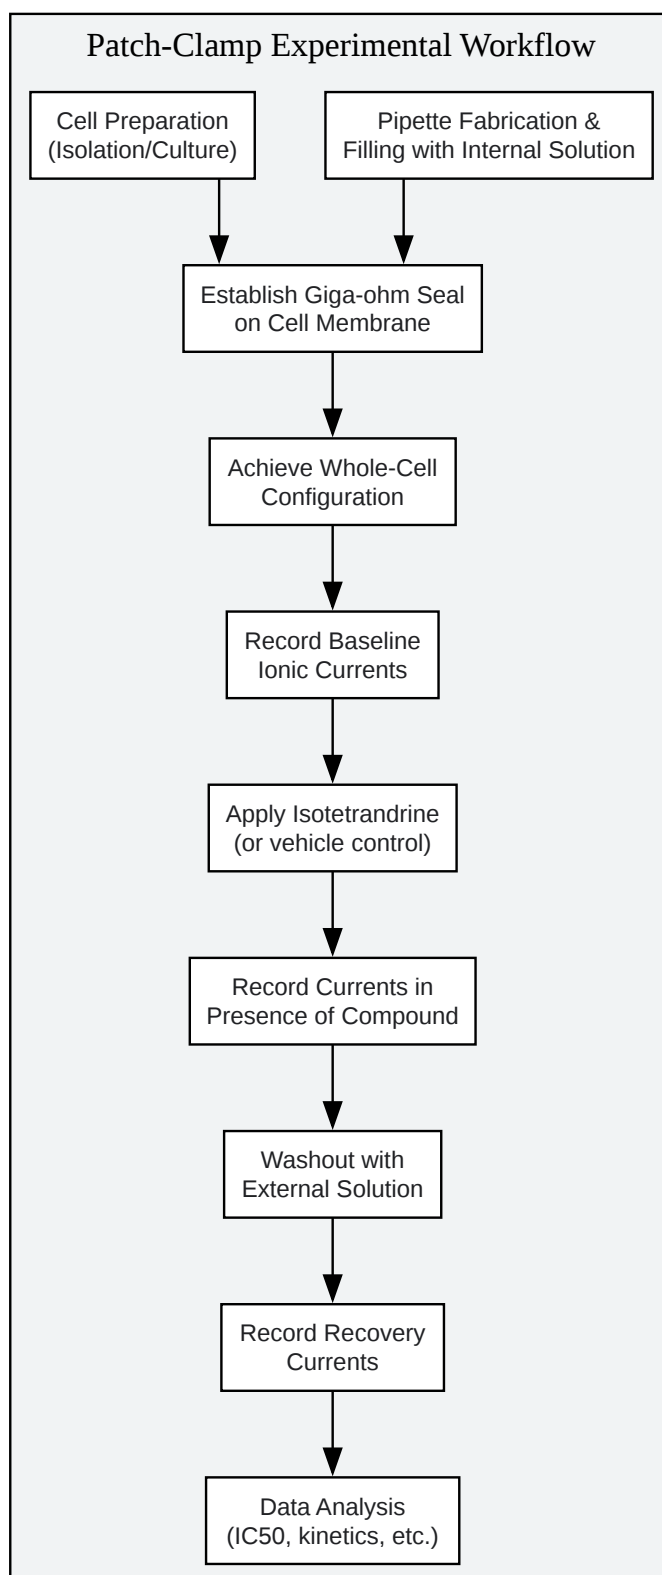 Patch-Clamp Experimental Workflow
Cell Preparation
(Isolation/Culture)
Pipette Fabrication &
Filling with Internal Solution
Establish Giga-ohm Seal
on Cell Membrane
Achieve Whole-Cell
Configuration
Record Baseline
Ionic Currents
Apply Isotetrandrine
(or vehicle control)
Record Currents in
Presence of Compound
Washout with
External Solution
Record Recovery
Currents
Data Analysis
(IC50, kinetics, etc.)